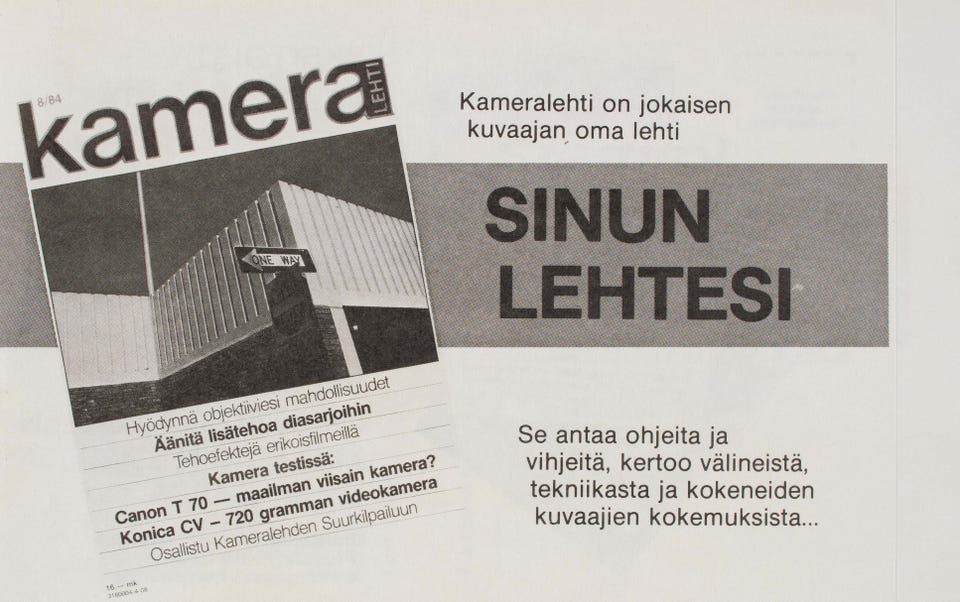 8/84
kamera
LEHTI
ONE WAY
Hyödynnä objektiiviesi mahdollisuudet
Äänitä lisätehoa diasarjoihin
Tehoefektejä erikoisfilmeillä
Kamera testissä:
Canon T 70 — maailman viisain kamera?
Konica CV – 720 gramman videokamera
Osallistu Kameralehden Suurkilpailuun
16.— mk
Kameralehti on jokaisen
kuvaajan oma lehti
SINUN
LEHTESI
Se antaa ohjeita ja
vihjeitä, kertoo välineistä,
tekniikasta ja kokeneiden
kuvaajien kokemuksista...